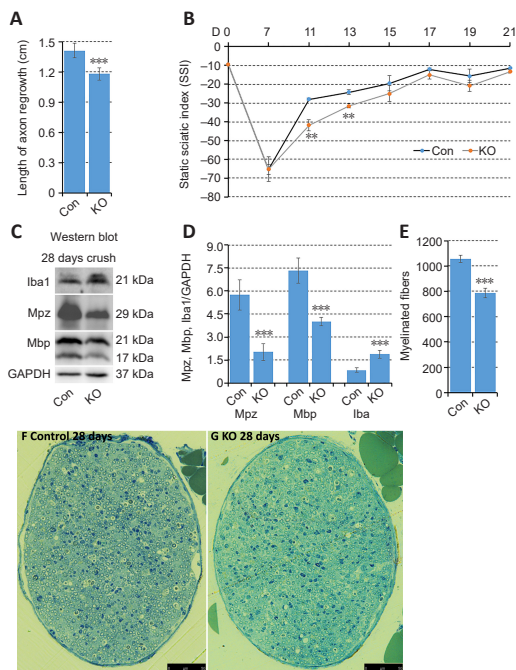 A
Length of axon regrowth (cm)
1.5
1.2
0.9
0.6
0.3
0
***
Con
KO
B
D 0 7 11 13 15 17 19 21
Static sciatic index (SSI)
0
−10
−20
−30
−40
−50
−60
−70
−80
**
**
Con KO
C
Western blot
28 days crush
Iba1 21 kDa
Mpz 29 kDa
Mbp 21 kDa
17 kDa
GAPDH 37 kDa
Con KO
D
Mpz, Mbp, Iba1/GAPDH
9.0
7.5
6.0
4.5
3.0
1.5
0
***
***
***
Con KO Con KO Con KO
Mpz Mbp Iba
E
Myelinated fibers
1200
1000
800
600
400
200
0
***
Con
KO
F Control 28 days
G KO 28 days